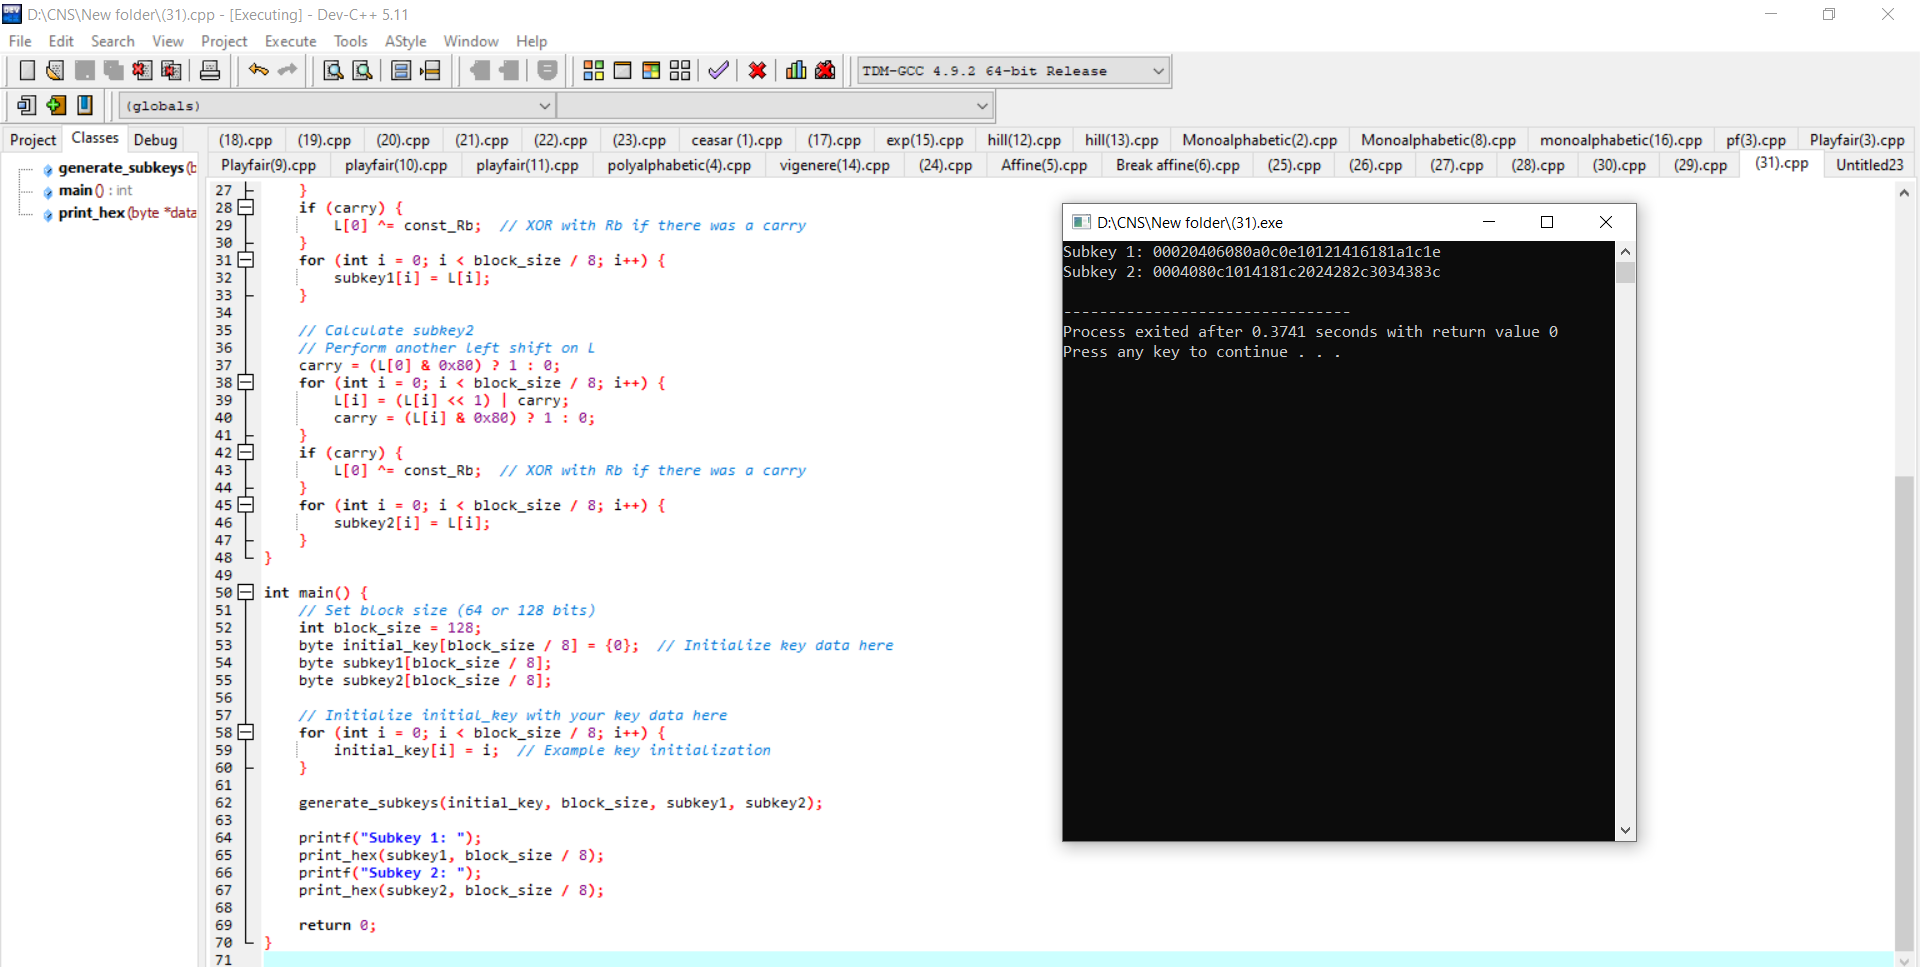 D:\CNS\New folder\(31).cpp - [Executing] - Dev-C++ 5.11
File Edit Search View Project Execute Tools AStyle Window Help
TDM-GCC 4.9.2 64-bit Release
(globals)
Project Classes Debug
(18).cpp (19).cpp (20).cpp (21).cpp (22).cpp (23).cpp ceasar (1).cpp (17).cpp exp(15).cpp hill(12).cpp hill(13).cpp Monoalphabetic(2).cpp Monoalphabetic(8).cpp monoalphabetic(16).cpp pf(3).cpp Playfair(3).cpp
Playfair(9).cpp playfair(10).cpp playfair(11).cpp polyalphabetic(4).cpp vigenere(14).cpp (24).cpp Affine(5).cpp Break affine(6).cpp (25).cpp (26).cpp (27).cpp (28).cpp (30).cpp (29).cpp (31).cpp Untitled23
generate_subkeys (b
main () : int
print_hex (byte *data
27 }
28 if (carry) {
29 L[0] ^= const_Rb; // XOR with Rb if there was a carry
30 }
31 for (int i = 0; i < block_size / 8; i++) {
32 subkey1[i] = L[i];
33 }
34
35 // Calculate subkey2
36 // Perform another left shift on L
37 carry = (L[0] & 0x80) ? 1 : 0;
38 for (int i = 0; i < block_size / 8; i++) {
39 L[i] = (L[i] << 1) | carry;
40 carry = (L[i] & 0x80) ? 1 : 0;
41 }
42 if (carry) {
43 L[0] ^= const_Rb; // XOR with Rb if there was a carry
44 }
45 for (int i = 0; i < block_size / 8; i++) {
46 subkey2[i] = L[i];
47 }
48 }
49
50 int main() {
51 // Set block size (64 or 128 bits)
52 int block_size = 128;
53 byte initial_key[block_size / 8] = {0}; // Initialize key data here
54 byte subkey1[block_size / 8];
55 byte subkey2[block_size / 8];
56
57 // Initialize initial_key with your key data here
58 for (int i = 0; i < block_size / 8; i++) {
59 initial_key[i] = i; // Example key initialization
60 }
61
62 generate_subkeys(initial_key, block_size, subkey1, subkey2);
63
64 printf("Subkey 1: ");
65 print_hex(subkey1, block_size / 8);
66 printf("Subkey 2: ");
67 print_hex(subkey2, block_size / 8);
68
69 return 0;
70 }
71
D:\CNS\New folder\(31).exe
Subkey 1: 00020406080a0c0e10121416181a1c1e
Subkey 2: 0004080c1014181c2024282c3034383c
--------------------------------
Process exited after 0.3741 seconds with return value 0
Press any key to continue . . .